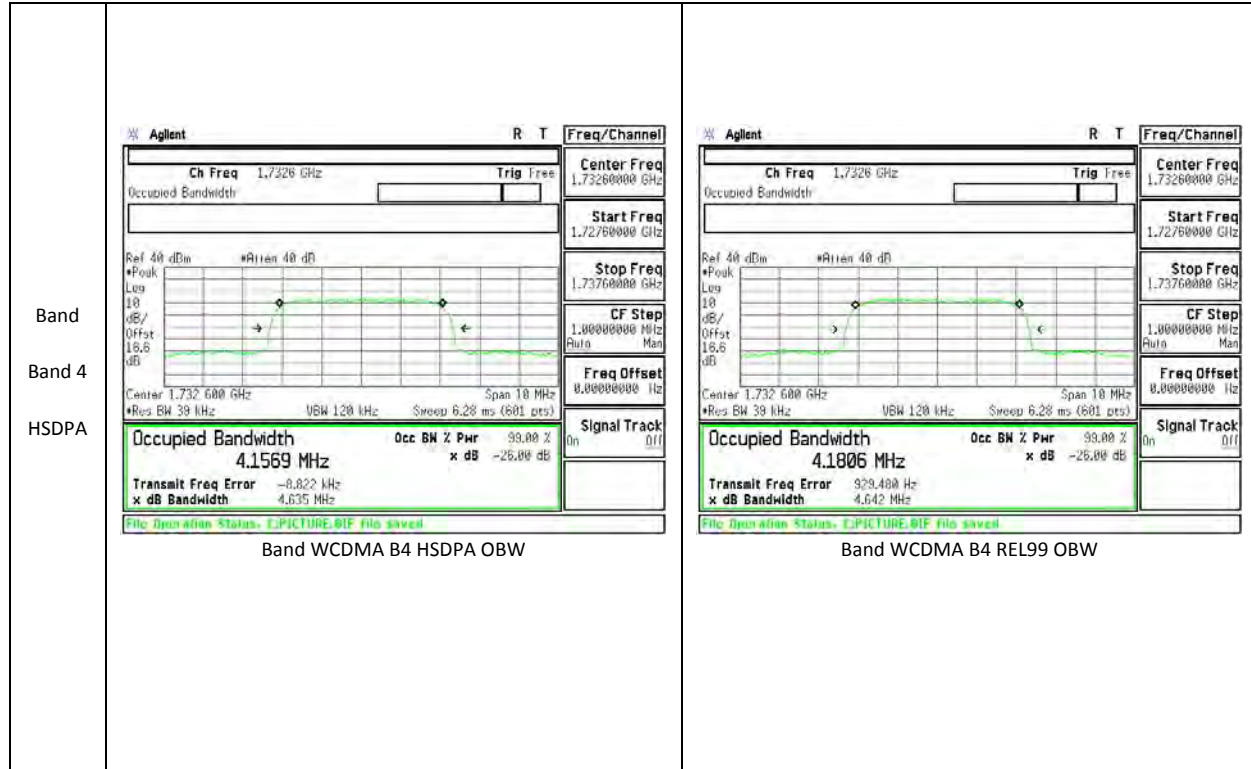 Band
Band 4
HSDPA
Agilent R T
Ch Freq 1.7326 GHz Trig Free
Occupied Bandwidth
Ref 40 dBm #Atten 40 dB
#Peak
Log
10
dB/
Offst
16.6
dB
Center 1.732 600 GHz Span 10 MHz
#Res BW 39 kHz VBW 120 kHz Sweep 6.28 ms (601 pts)
Occupied Bandwidth Occ BW % Pwr 99.00 %
4.1569 MHz x dB -26.00 dB
Transmit Freq Error -8.822 kHz
x dB Bandwidth 4.635 MHz
File Operation Status, C:PICTURE.GIF file saved
Freq/Channel
Center Freq
1.73260000 GHz
Start Freq
1.72760000 GHz
Stop Freq
1.73760000 GHz
CF Step
1.00000000 MHz
Auto Man
Freq Offset
0.00000000 Hz
Signal Track
On Off
Band WCDMA B4 HSDPA OBW
Agilent R T
Ch Freq 1.7326 GHz Trig Free
Occupied Bandwidth
Ref 40 dBm #Atten 40 dB
#Peak
Log
10
dB/
Offst
16.6
dB
Center 1.732 600 GHz Span 10 MHz
#Res BW 39 kHz VBW 120 kHz Sweep 6.28 ms (601 pts)
Occupied Bandwidth Occ BW % Pwr 99.00 %
4.1806 MHz x dB -26.00 dB
Transmit Freq Error 929.480 Hz
x dB Bandwidth 4.642 MHz
File Operation Status, C:PICTURE.GIF file saved
Freq/Channel
Center Freq
1.73260000 GHz
Start Freq
1.72760000 GHz
Stop Freq
1.73760000 GHz
CF Step
1.00000000 MHz
Auto Man
Freq Offset
0.00000000 Hz
Signal Track
On Off
Band WCDMA B4 REL99 OBW